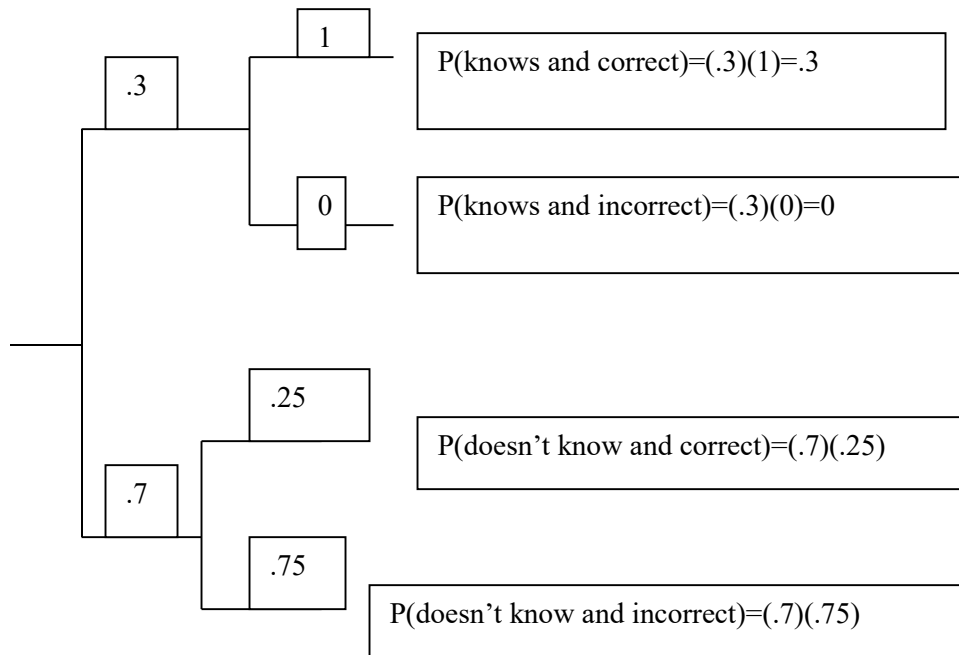 1
P(knows and correct)=(.3)(1)=.3
.3
0
P(knows and incorrect)=(.3)(0)=0
.25
P(doesn’t know and correct)=(.7)(.25)
.7
.75
P(doesn’t know and incorrect)=(.7)(.75)